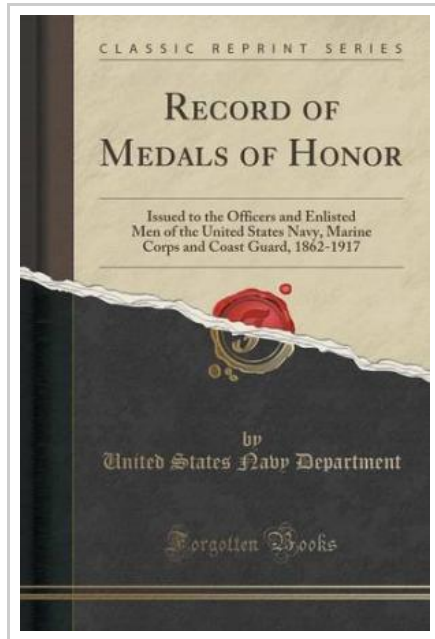 CLASSIC REPRINT SERIES
RECORD OF
MEDALS OF HONOR
Issued to the Officers and Enlisted
Men of the United States Navy, Marine
Corps and Coast Guard, 1862-1917
by
United States Navy Department
Forgotten Books